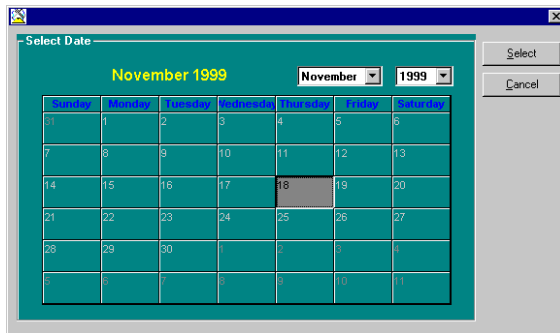 Select Date
November 1999 November 1999
Select
Cancel
Sunday Monday Tuesday Wednesday Thursday Friday Saturday
31 1 2 3 4 5 6
7 8 9 10 11 12 13
14 15 16 17 18 19 20
21 22 23 24 25 26 27
28 29 30 1 2 3 4
5 6 7 8 9 10 11